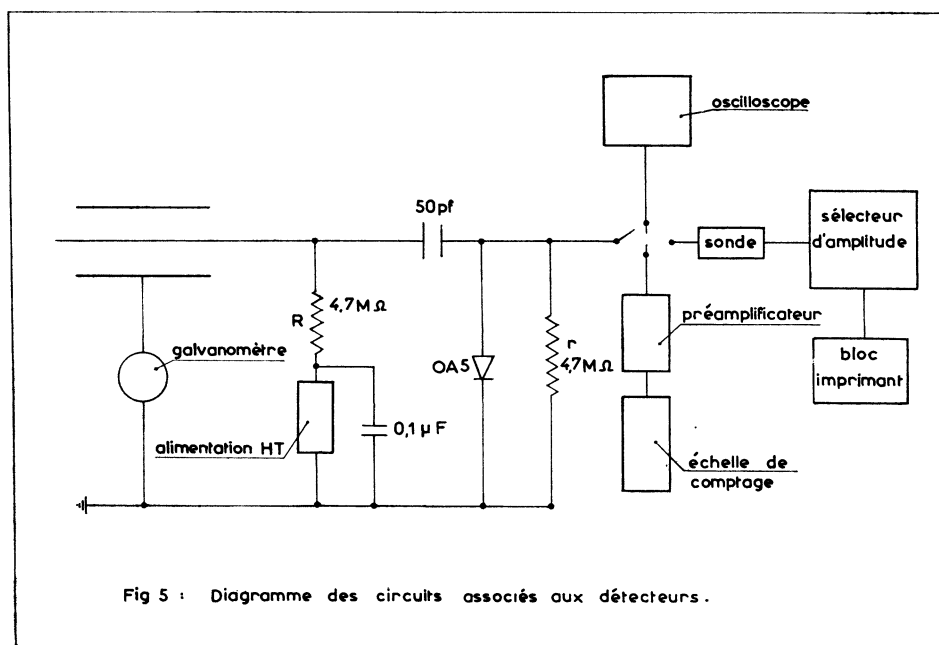 oscilloscope
50pf
sélecteur
d'amplitude
sonde
R
4,7MΩ
galvanomètre
préamplificateur
OA5
r
4,7MΩ
bloc
imprimant
alimentation HT
0,1µF
échelle de
comptage
Fig 5 : Diagramme des circuits associés aux détecteurs.